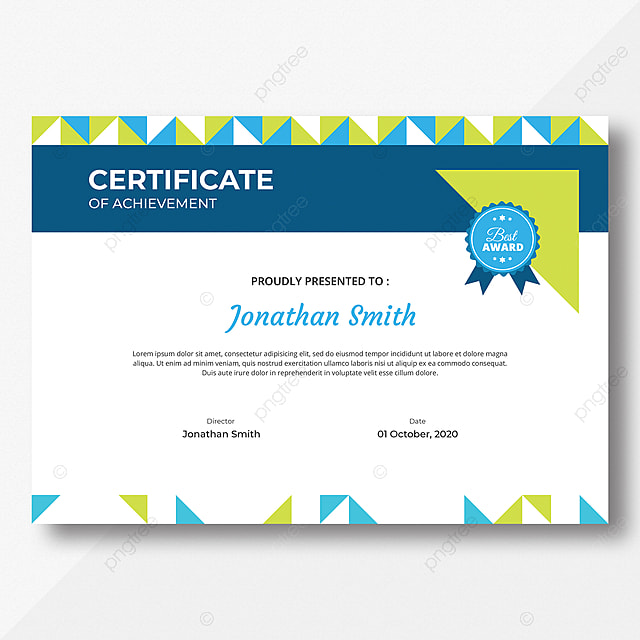 CERTIFICATE
OF ACHIEVEMENT
Best
AWARD
PROUDLY PRESENTED TO :
Jonathan Smith
Lorem ipsum dolor sit amet, consectetur adipisicing elit, sed do eiusmod tempor incididunt ut labore et dolore magna
aliqua. Ut enim ad minim veniam, quis nostrud exercitation ullamco laboris nisi ut aliquip ex ea commodo consequat.
Duis aute irure dolor in reprehenderit in voluptate velit esse cillum dolore.
Director
Date
Jonathan Smith
01 October, 2020
pngtree